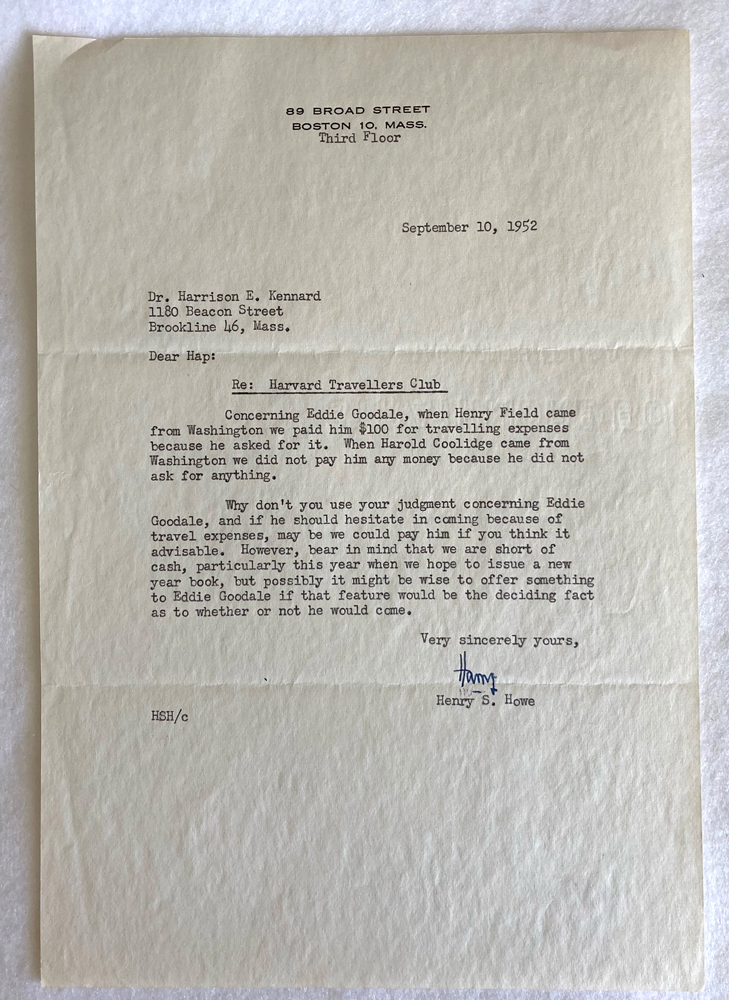 89 BROAD STREET
BOSTON 10, MASS.
Third Floor
September 10, 1952
Dr. Harrison E. Kennard
1180 Beacon Street
Brookline 46, Mass.
Dear Hap:
Re: Harvard Travellers Club
Concerning Eddie Goodale, when Henry Field came
from Washington we paid him $100 for travelling expenses
because he asked for it. When Harold Coolidge came from
Washington we did not pay him any money because he did not
ask for anything.
Why don't you use your judgment concerning Eddie
Goodale, and if he should hesitate in coming because of
travel expenses, may be we could pay him if you think it
advisable. However, bear in mind that we are short of
cash, particularly this year when we hope to issue a new
year book, but possibly it might be wise to offer something
to Eddie Goodale if that feature would be the deciding fact
as to whether or not he would come.
Very sincerely yours,
Harry
Henry S. Howe
HSH/c